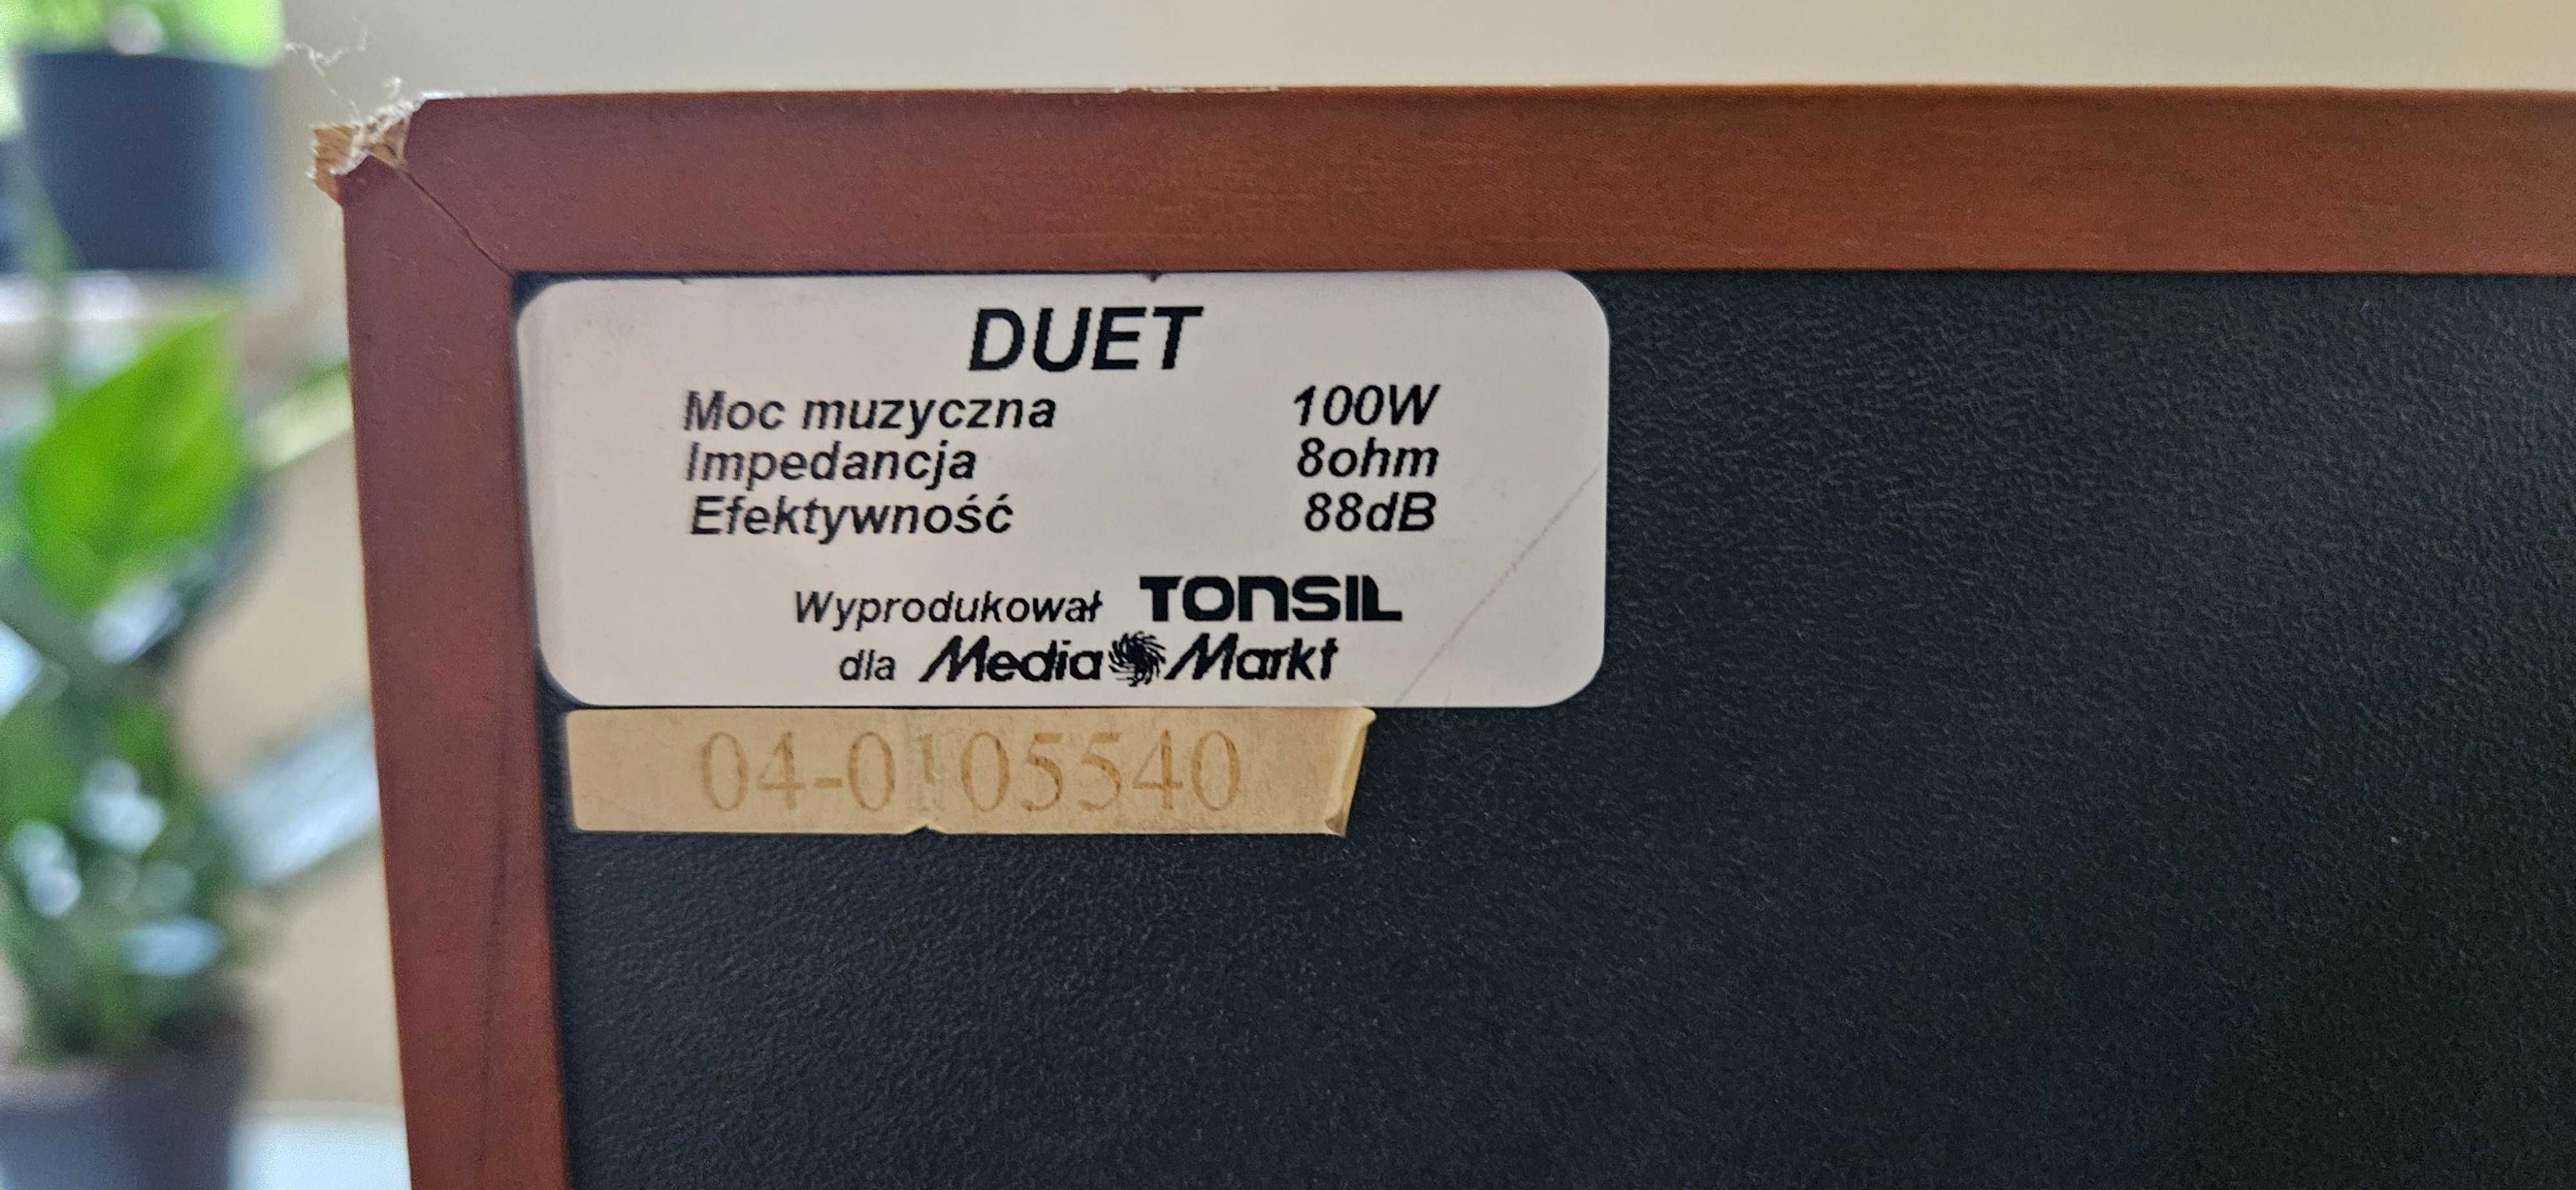 DUET
Moc muzyczna 100W
Impedancja 8ohm
Efektywność 88dB
Wyprodukował TONSIL
dla Media Markt
04-0105540